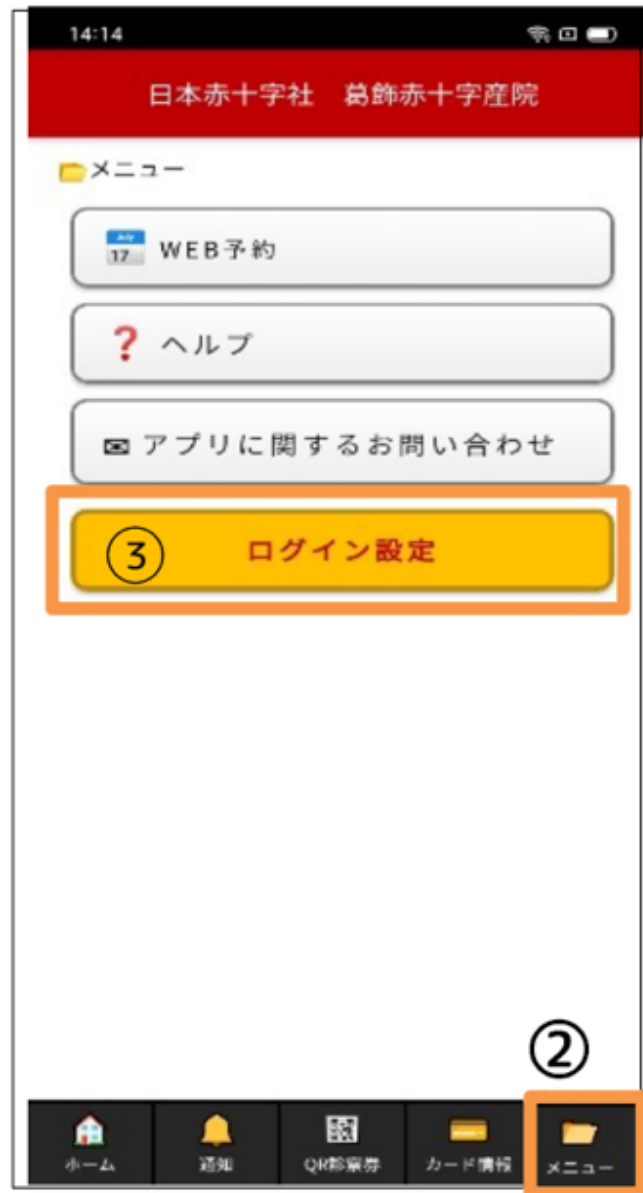 14:14
日本赤十字社 葛飾赤十字産院
メニュー
July
17
WEB予約
ヘルプ
アプリに関するお問い合わせ
③
ログイン設定
②
ホーム
通知
QR診察券
カード情報
メニュー